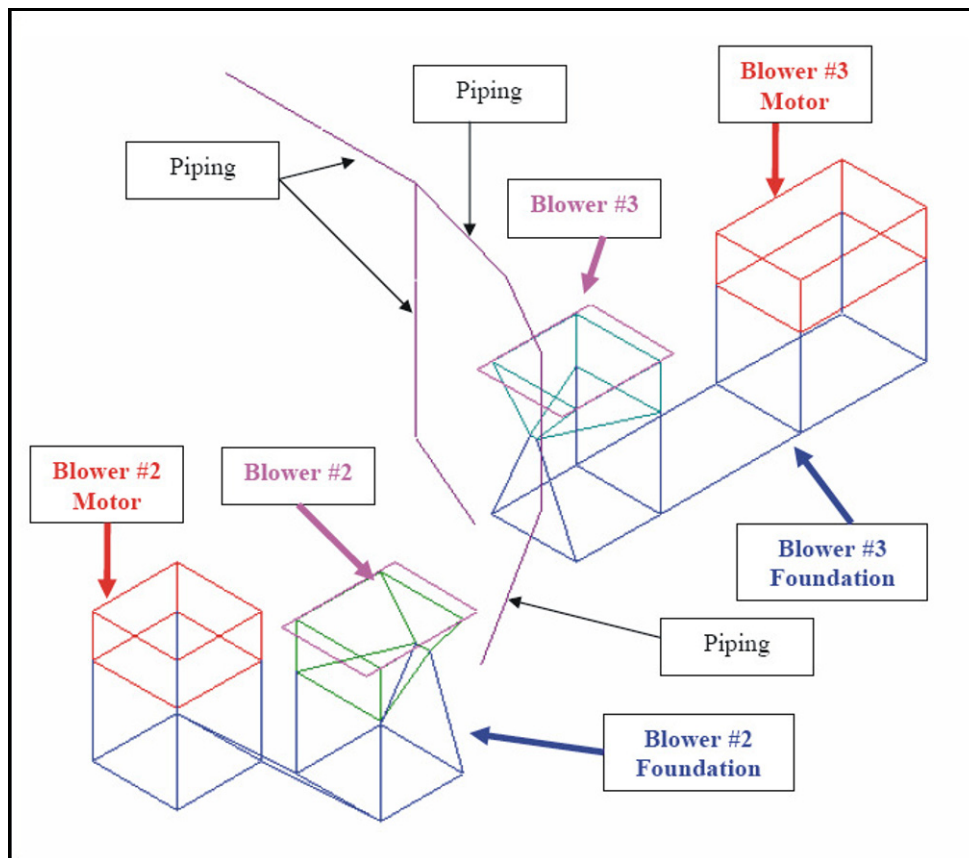 Piping
Blower #3
Motor
Piping
Blower #3
Blower #2
Motor
Blower #2
Blower #3
Foundation
Piping
Blower #2
Foundation